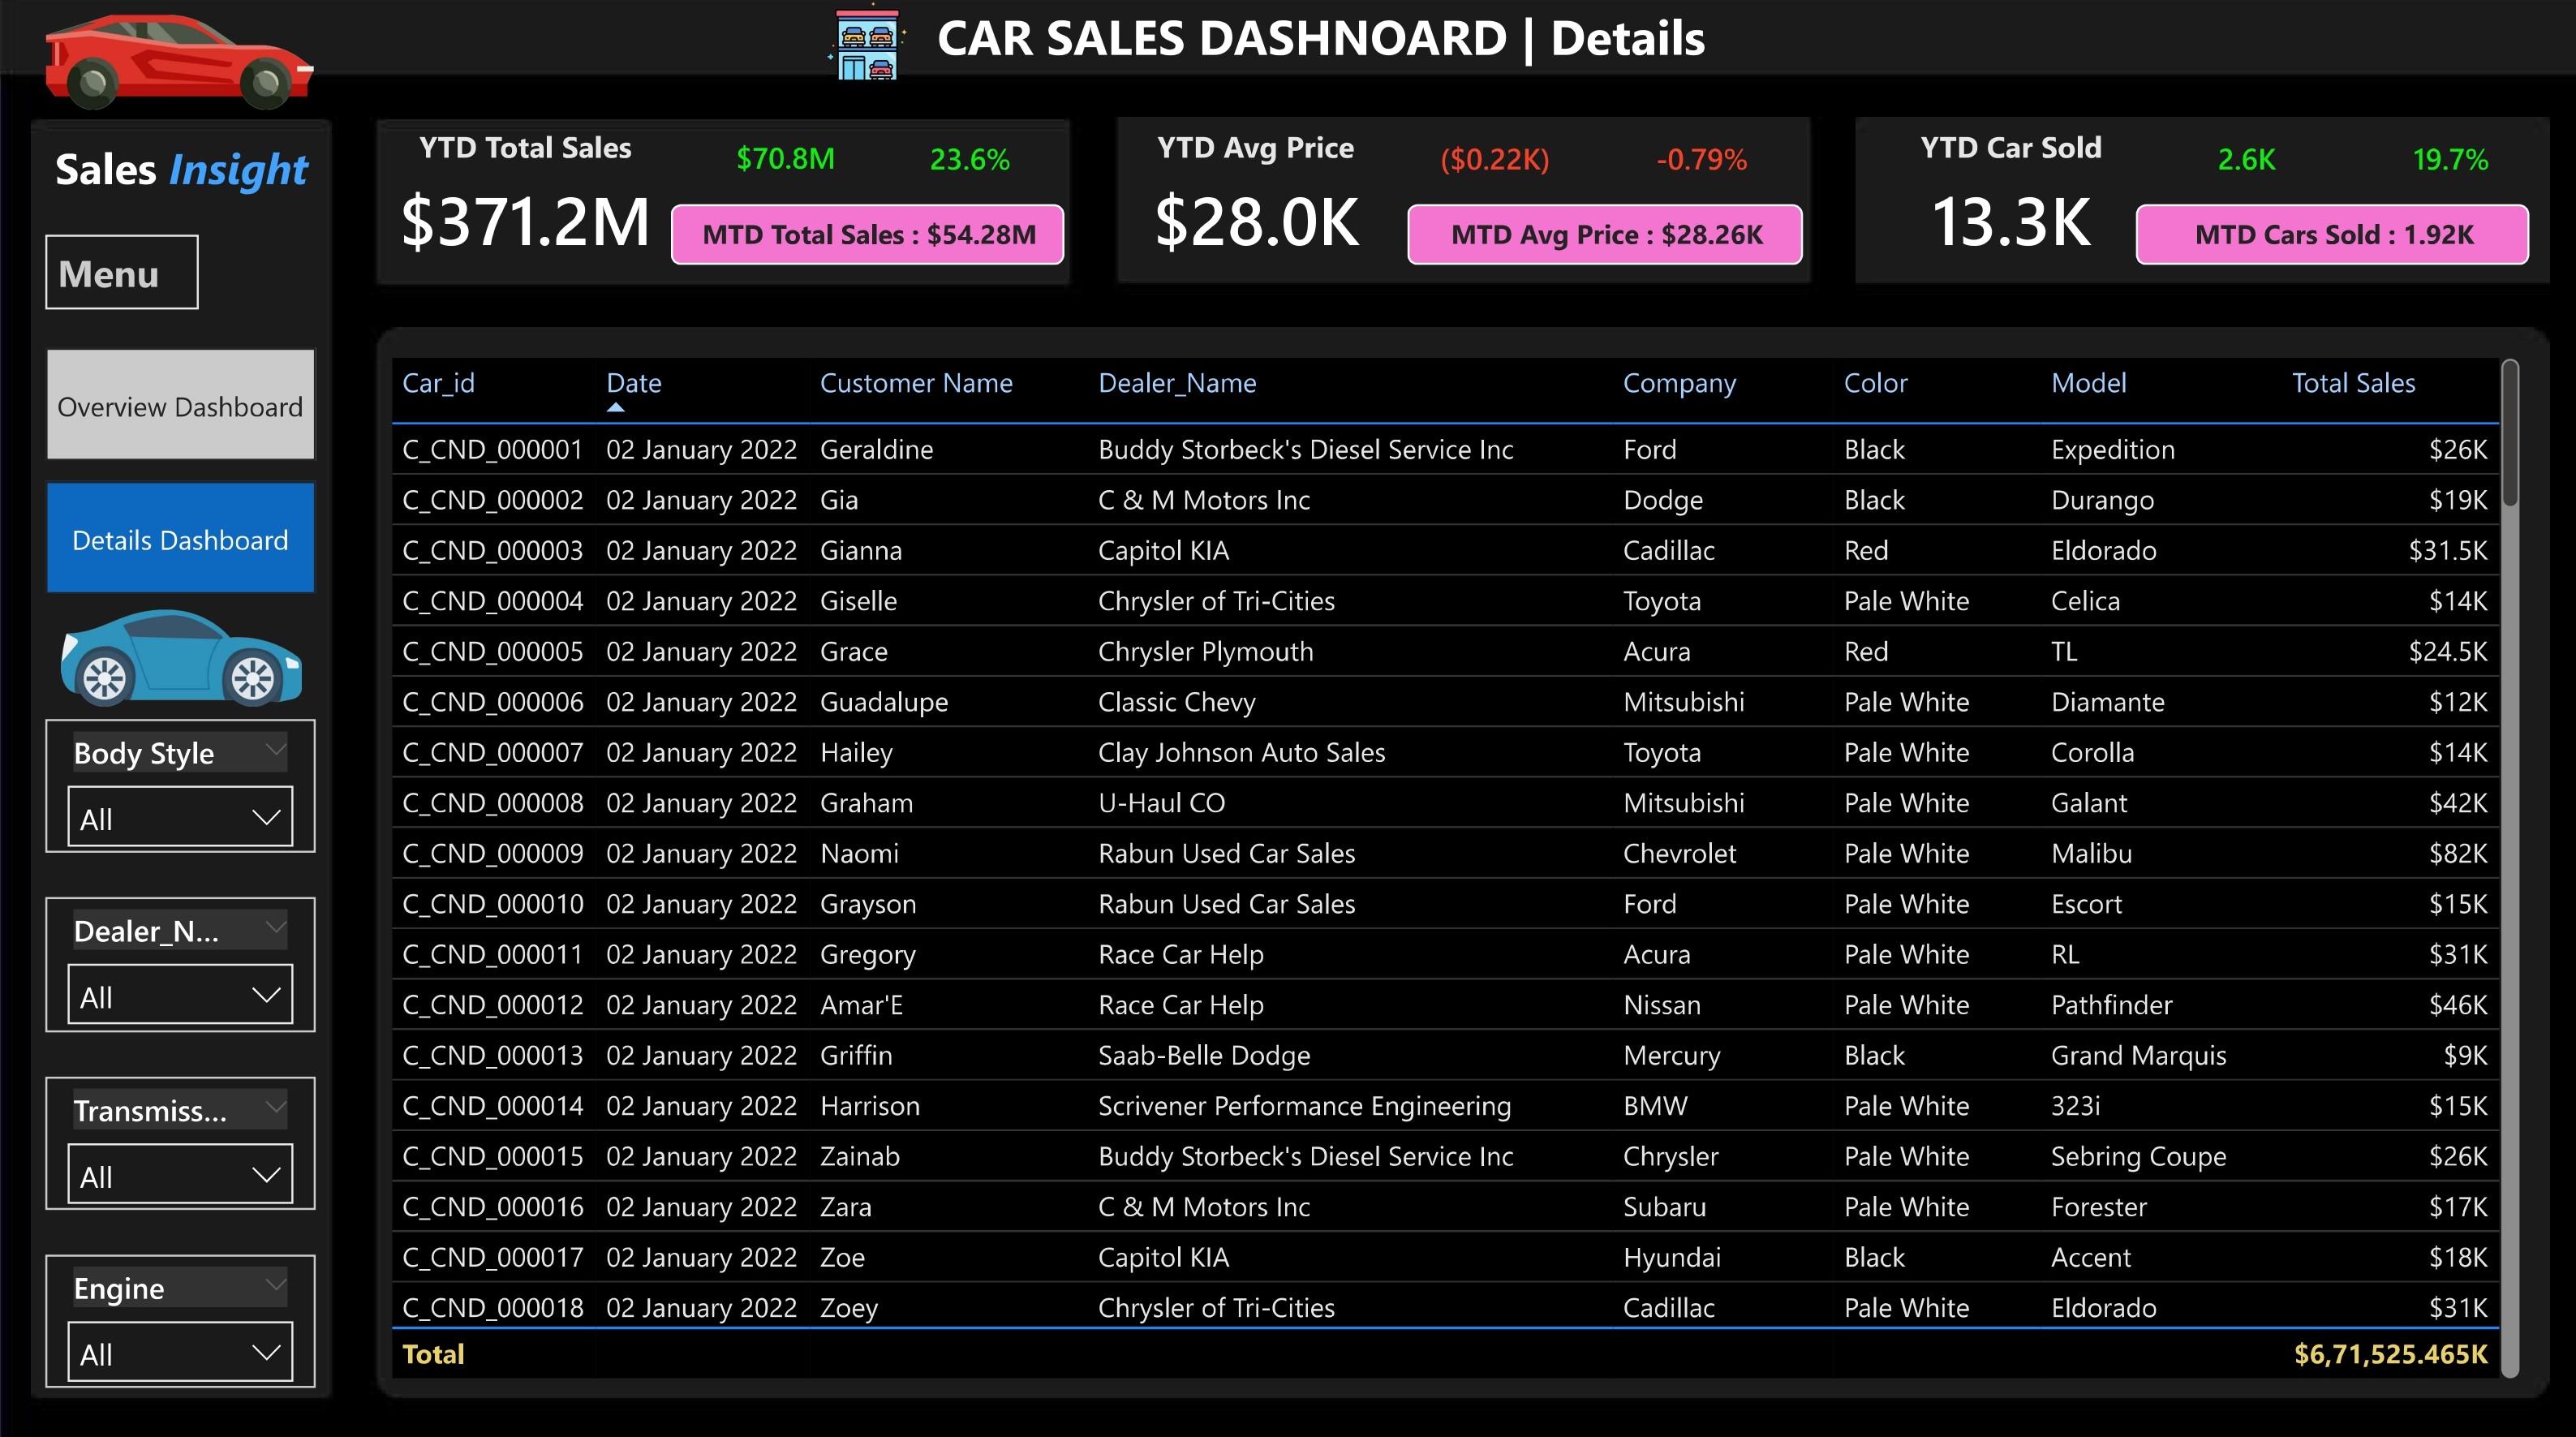 CAR SALES DASHNOARD | Details
Sales Insight
Menu
Overview Dashboard
Details Dashboard
Body Style
All
Dealer_N...
All
Transmiss...
All
Engine
All
YTD Total Sales
$70.8M 23.6%
$371.2M
MTD Total Sales : $54.28M
YTD Avg Price
($0.22K) -0.79%
$28.0K
MTD Avg Price : $28.26K
YTD Car Sold
2.6K 19.7%
13.3K
MTD Cars Sold : 1.92K
Car_id Date Customer Name Dealer_Name Company Color Model Total Sales
C_CND_000001 02 January 2022 Geraldine Buddy Storbeck's Diesel Service Inc Ford Black Expedition $26K
C_CND_000002 02 January 2022 Gia C & M Motors Inc Dodge Black Durango $19K
C_CND_000003 02 January 2022 Gianna Capitol KIA Cadillac Red Eldorado $31.5K
C_CND_000004 02 January 2022 Giselle Chrysler of Tri-Cities Toyota Pale White Celica $14K
C_CND_000005 02 January 2022 Grace Chrysler Plymouth Acura Red TL $24.5K
C_CND_000006 02 January 2022 Guadalupe Classic Chevy Mitsubishi Pale White Diamante $12K
C_CND_000007 02 January 2022 Hailey Clay Johnson Auto Sales Toyota Pale White Corolla $14K
C_CND_000008 02 January 2022 Graham U-Haul CO Mitsubishi Pale White Galant $42K
C_CND_000009 02 January 2022 Naomi Rabun Used Car Sales Chevrolet Pale White Malibu $82K
C_CND_000010 02 January 2022 Grayson Rabun Used Car Sales Ford Pale White Escort $15K
C_CND_000011 02 January 2022 Gregory Race Car Help Acura Pale White RL $31K
C_CND_000012 02 January 2022 Amar'E Race Car Help Nissan Pale White Pathfinder $46K
C_CND_000013 02 January 2022 Griffin Saab-Belle Dodge Mercury Black Grand Marquis $9K
C_CND_000014 02 January 2022 Harrison Scrivener Performance Engineering BMW Pale White 323i $15K
C_CND_000015 02 January 2022 Zainab Buddy Storbeck's Diesel Service Inc Chrysler Pale White Sebring Coupe $26K
C_CND_000016 02 January 2022 Zara C & M Motors Inc Subaru Pale White Forester $17K
C_CND_000017 02 January 2022 Zoe Capitol KIA Hyundai Black Accent $18K
C_CND_000018 02 January 2022 Zoey Chrysler of Tri-Cities Cadillac Pale White Eldorado $31K
Total $6,71,525.465K